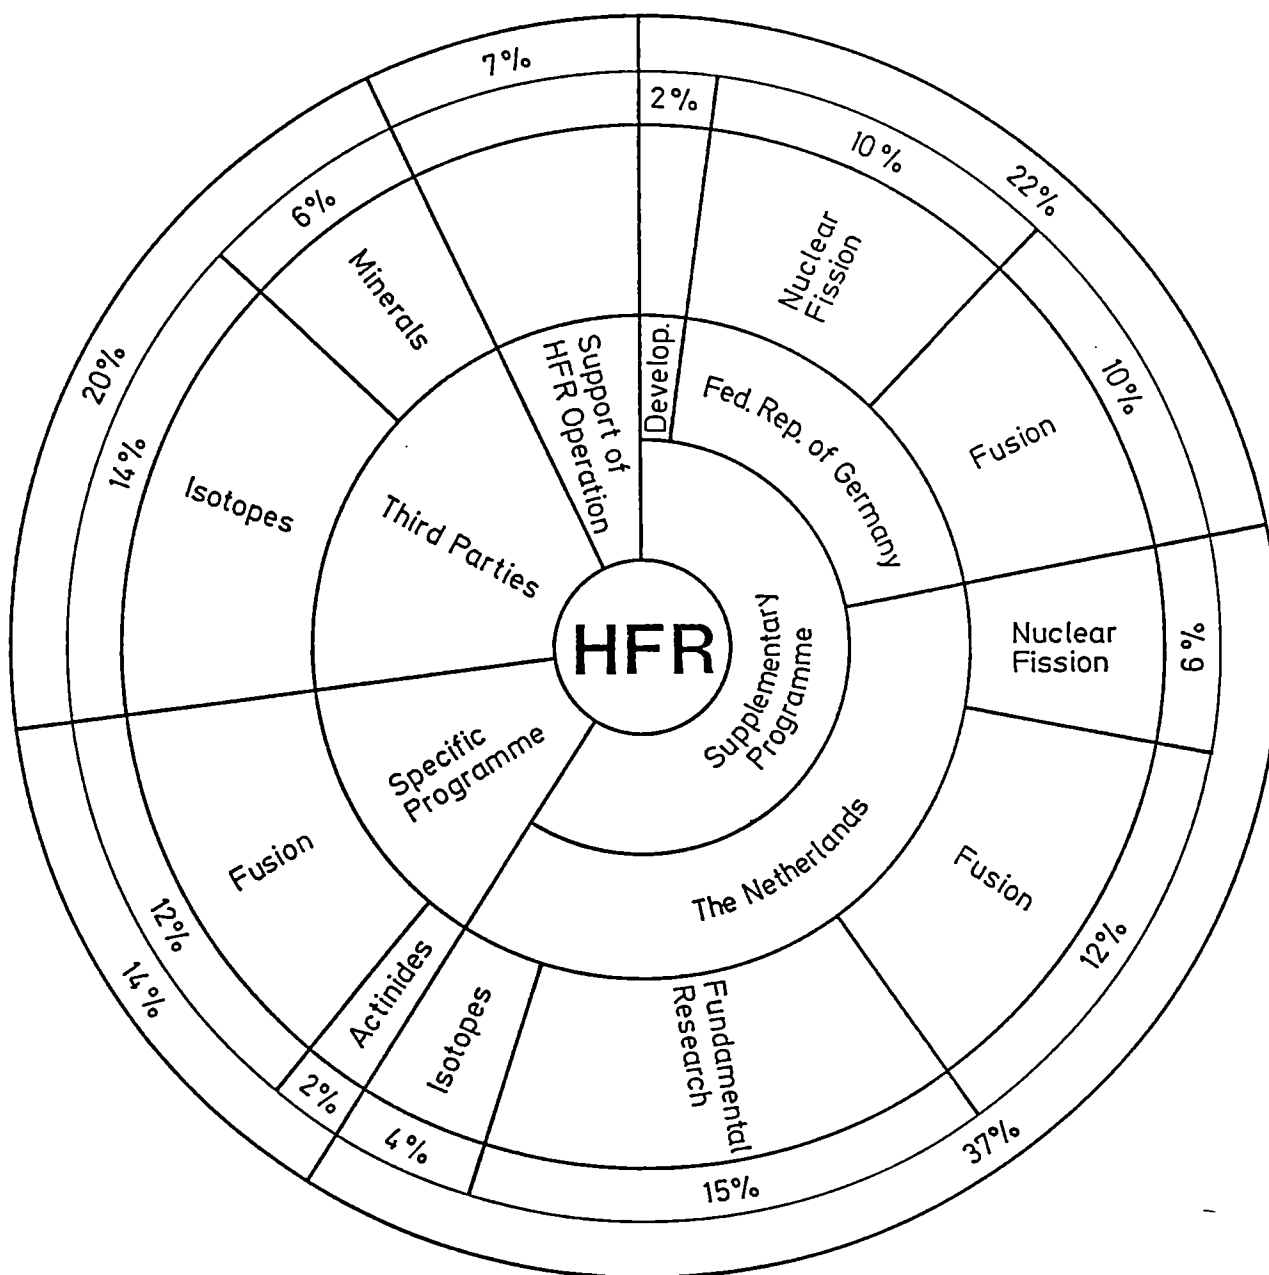 HFR
Support of
HFR Operation
7%
Develop.
2%
Fed. Rep. of Germany
Nuclear
Fission
10%
22%
Fusion
10%
Supplementary
Programme
The Netherlands
Nuclear
Fission
6%
Fusion
12%
37%
Fundamental
Research
15%
Isotopes
4%
Specific
Programme
Actinides
2%
Fusion
12%
14%
Third Parties
Isotopes
14%
20%
Minerals
6%